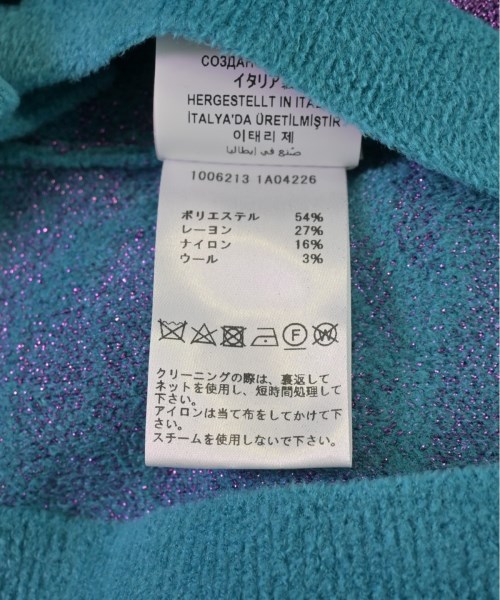 СОЗДАН
イタリア
HERGESTELLT IN ITAL
İTALYA'DA ÜRETİLMİŞTİR
이태리 제
صنع في إيطاليا
1006213 1A04226
ポリエステル 54%
レーヨン 27%
ナイロン 16%
ウール 3%
F W
クリーニングの際は、裏返して
ネットを使用し、短時間処理して
下さい。
アイロンは当て布をしてかけて下
さい。
スチームを使用しないで下さい。